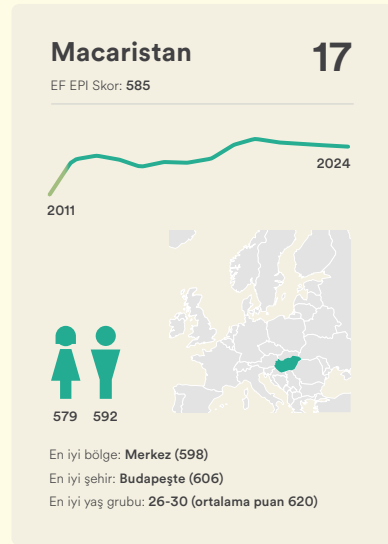 Macaristan
17
EF EPI Skor: 585
2024
2011
579 592
En iyi bölge: Merkez (598)
En iyi şehir: Budapeşte (606)
En iyi yaş grubu: 26-30 (ortalama puan 620)